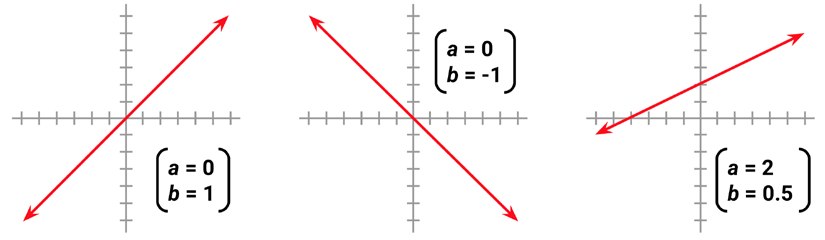 a = 0
b = 1
a = 0
b = -1
a = 2
b = 0.5